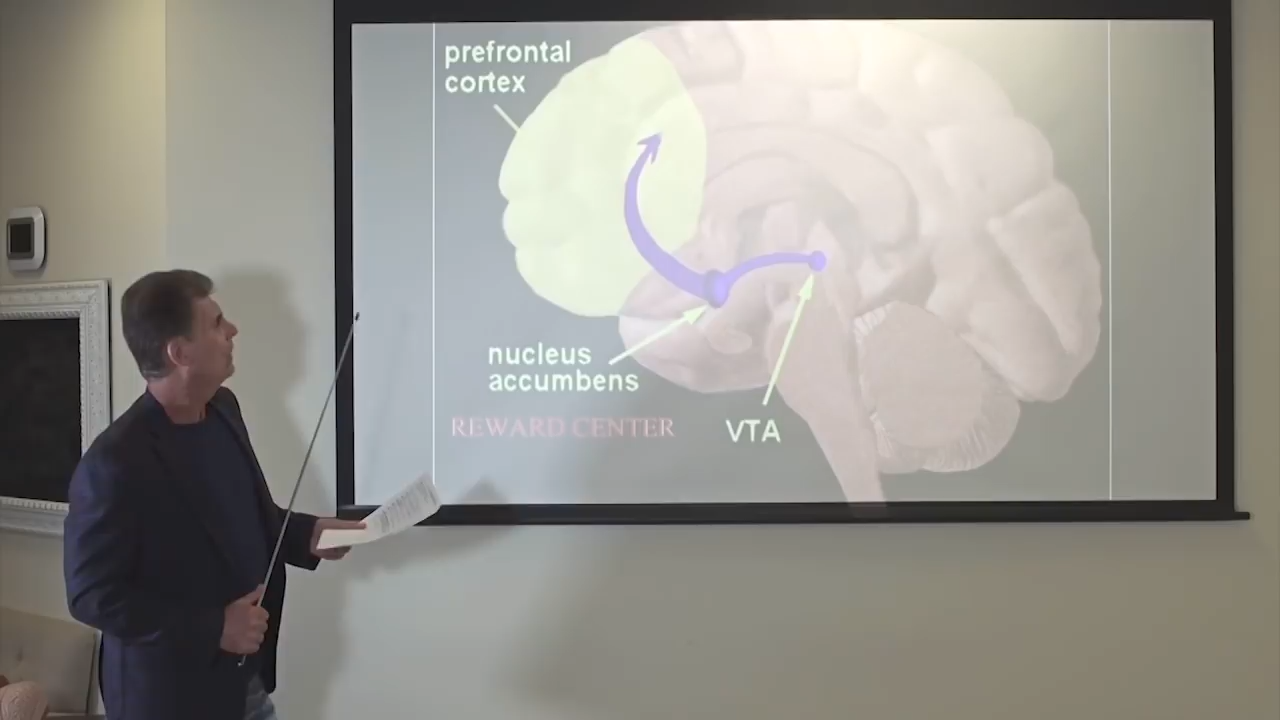 prefrontal
cortex
nucleus
accumbens
REWARD CENTER
VTA